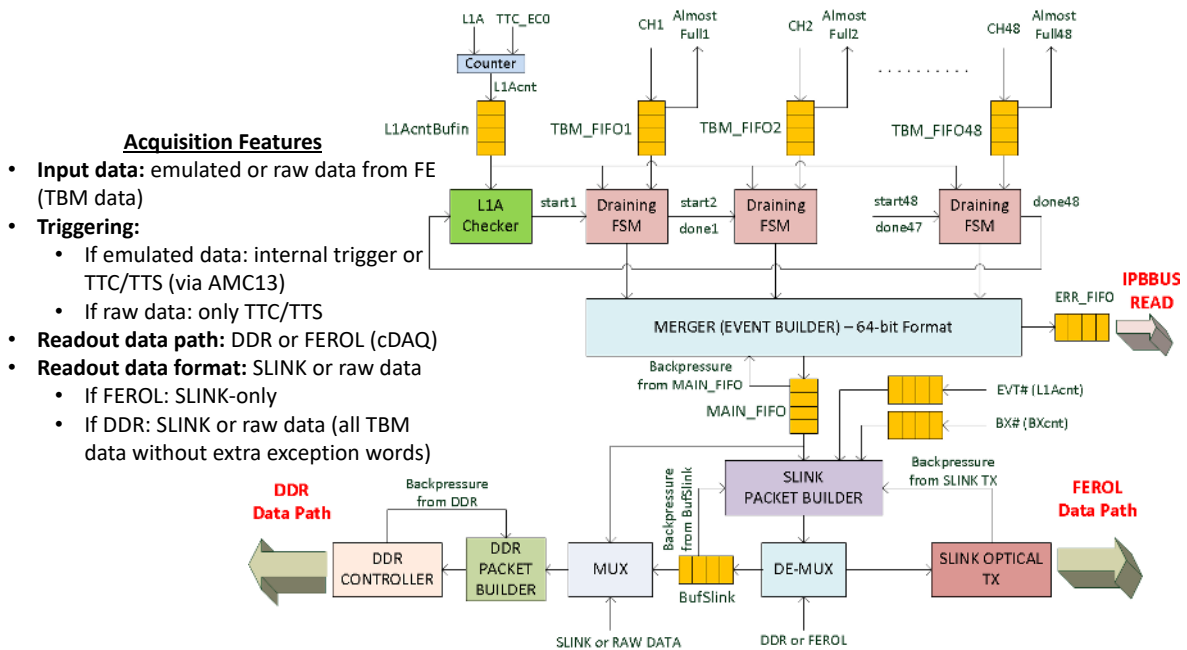 L1A TTC_EC0
Counter
L1Acnt
L1AcntBufin
CH1
Almost
Full1
TBM_FIFO1
CH2
Almost
Full2
TBM_FIFO2
..........
CH48
Almost
Full48
TBM_FIFO48
Acquisition Features
• Input data: emulated or raw data from FE
(TBM data)
• Triggering:
• If emulated data: internal trigger or
TTC/TTS (via AMC13)
• If raw data: only TTC/TTS
• Readout data path: DDR or FEROL (cDAQ)
• Readout data format: SLINK or raw data
• If FEROL: SLINK-only
• If DDR: SLINK or raw data (all TBM
data without extra exception words)
L1A
Checker
start1
Draining
FSM
start2
done1
Draining
FSM
start48
done47
Draining
FSM
done48
MERGER (EVENT BUILDER) – 64-bit Format
ERR_FIFO
IPBBUS
READ
Backpressure
from MAIN_FIFO
MAIN_FIFO
EVT# (L1Acnt)
BX# (BXcnt)
SLINK
PACKET BUILDER
Backpressure
from SLINK TX
Backpressure
from BufSlink
DDR
Data Path
Backpressure
from DDR
DDR
CONTROLLER
DDR
PACKET
BUILDER
MUX
BufSlink
DE-MUX
SLINK OPTICAL
TX
FEROL
Data Path
SLINK or RAW DATA
DDR or FEROL